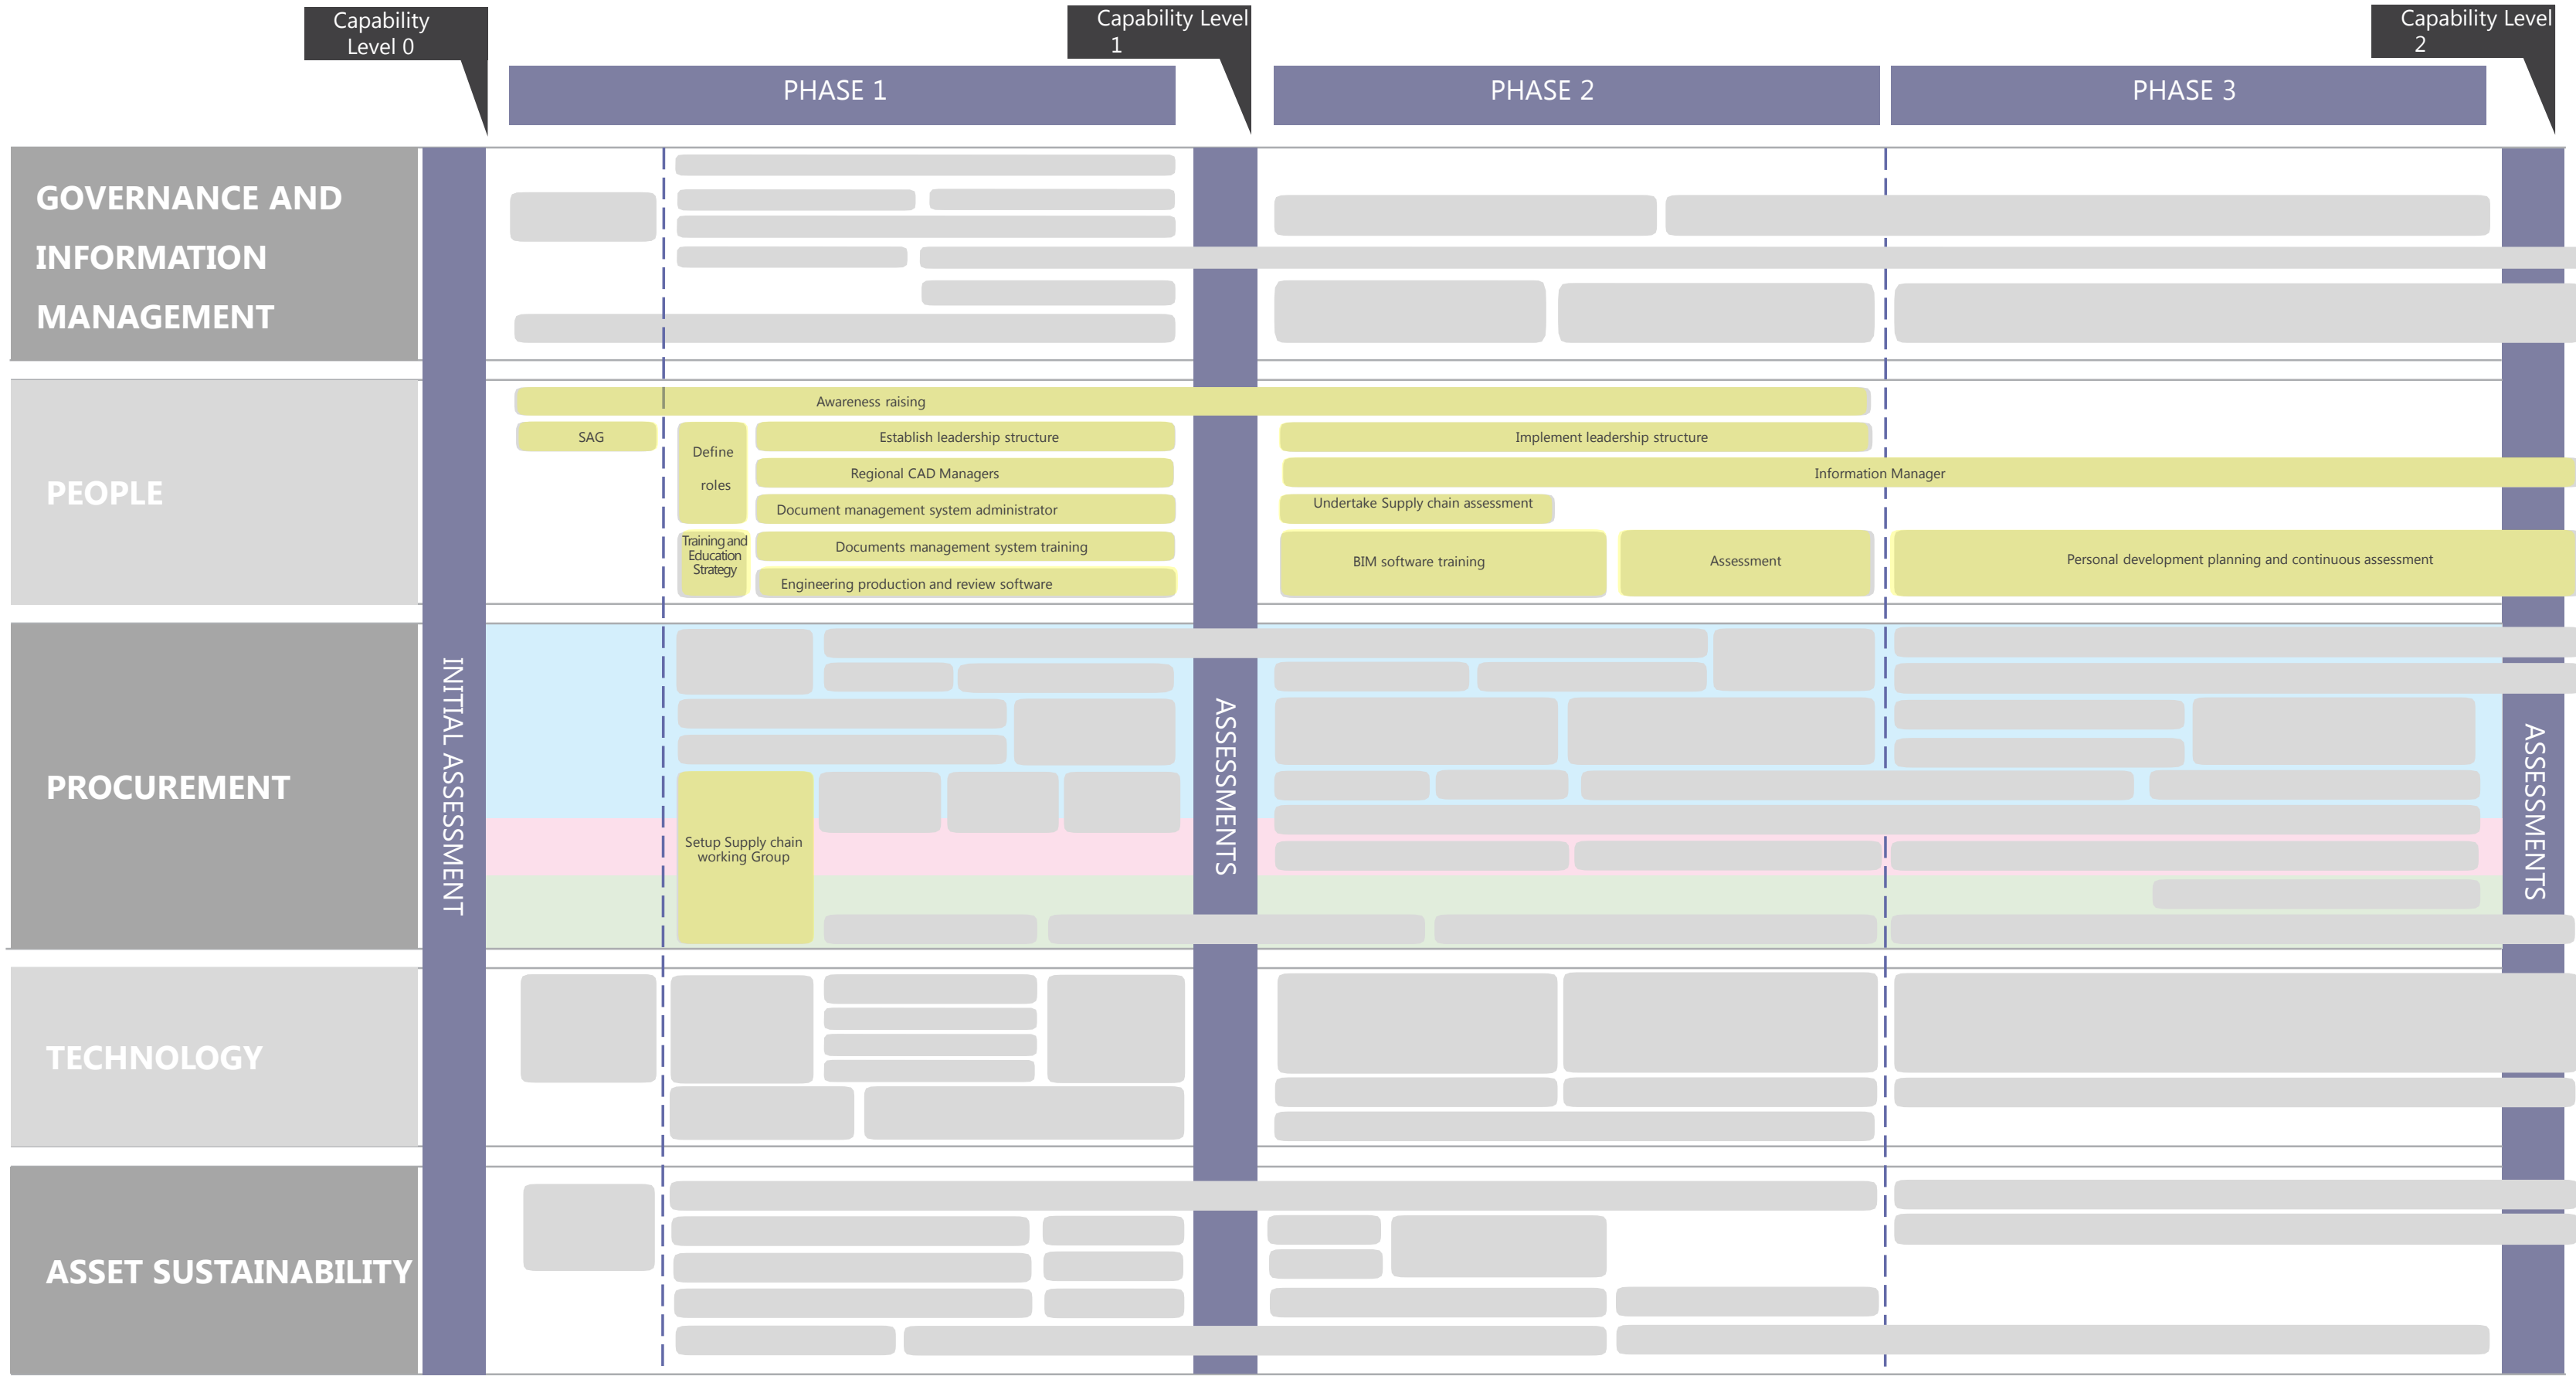 Capability
Level 0
Capability Level
1
Capability Level
2
PHASE 1
PHASE 2
PHASE 3
GOVERNANCE AND
INFORMATION
MANAGEMENT
PEOPLE
Awareness raising
SAG
Define
roles
Establish leadership structure
Implement leadership structure
Regional CAD Managers
Information Manager
Document management system administrator
Undertake Supply chain assessment
Training and
Education
Strategy
Documents management system training
Engineering production and review software
BIM software training
Assessment
Personal development planning and continuous assessment
INITIAL ASSESSMENT
ASSESSMENTS
ASSESSMENTS
PROCUREMENT
Setup Supply chain
working Group
TECHNOLOGY
ASSET SUSTAINABILITY